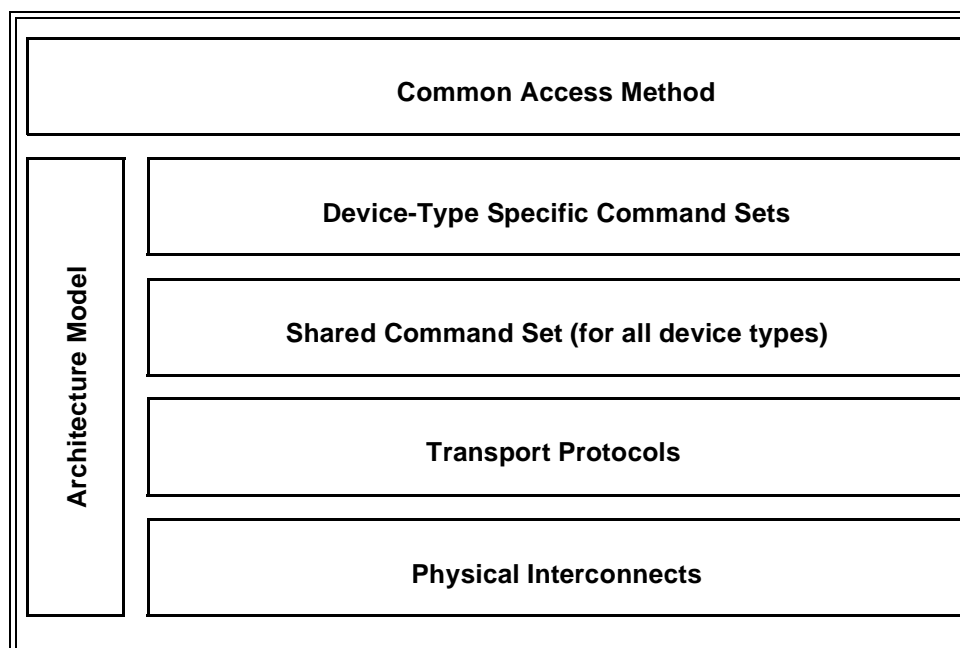 Common Access Method
Architecture Model
Device-Type Specific Command Sets
Shared Command Set (for all device types)
Transport Protocols
Physical Interconnects